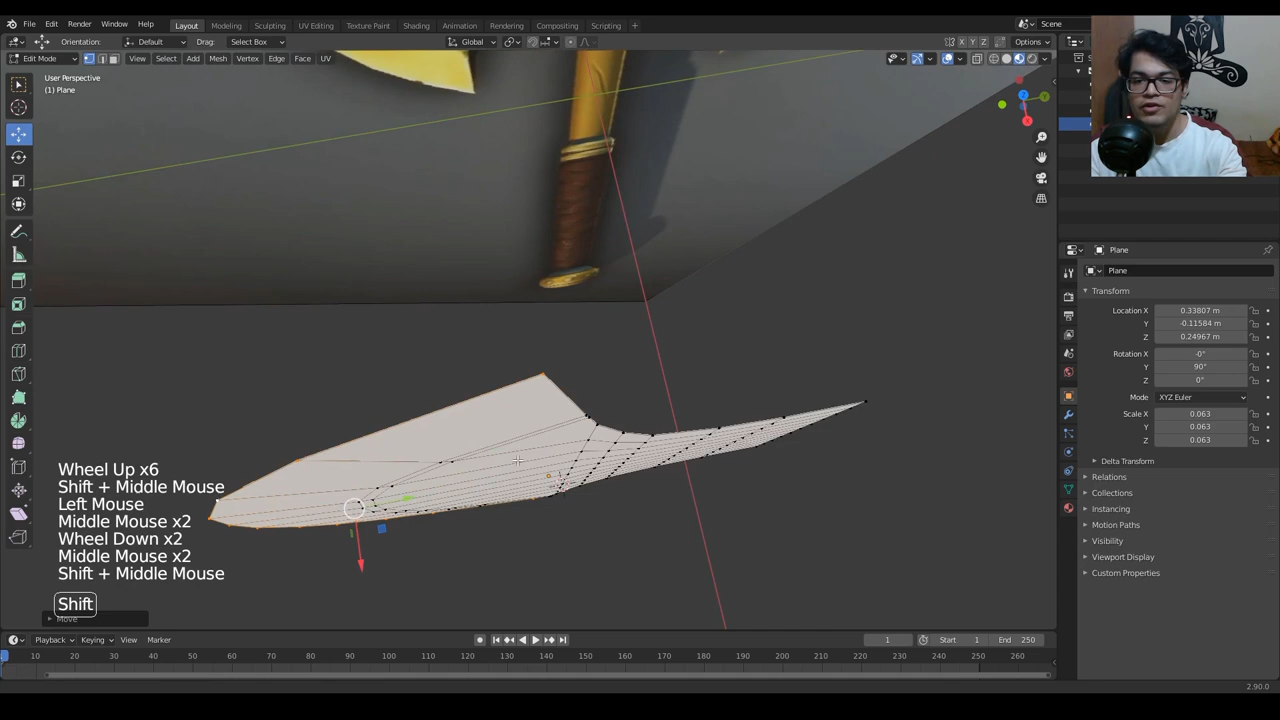 File Edit Render Window Help Layout Modeling Sculpting UV Editing Texture Paint Shading Animation Rendering Compositing Scripting + Scene
Orientation: Default Drag: Select Box Global X Y Z Options
Edit Mode View Select Add Mesh Vertex Edge Face UV
User Perspective
(1) Plane
Plane
Plane
Transform
Location X 0.33807 m
Y -0.11584 m
Z 0.24967 m
Rotation X -0°
Y 90°
Z 0°
Mode XYZ Euler
Scale X 0.063
Y 0.063
Z 0.063
Delta Transform
Relations
Collections
Instancing
Motion Paths
Visibility
Viewport Display
Custom Properties
Wheel Up x6
Shift + Middle Mouse
Left Mouse
Middle Mouse x2
Wheel Down x2
Middle Mouse x2
Shift + Middle Mouse
Shift
Move
Playback Keying View Marker 1 Start 1 End 250
10 20 30 40 50 60 70 80 90 100 110 120 130 140 150 160 170 180 190 200 210 220 230 240 250 260
2.90.0